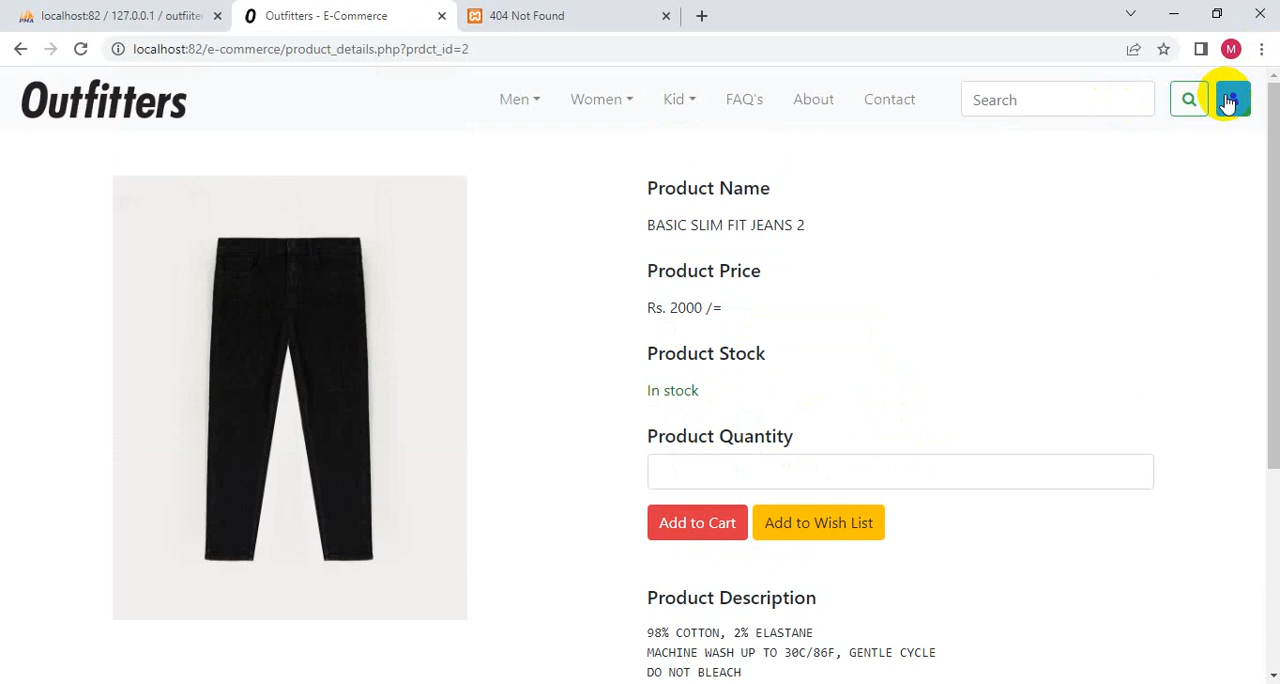 localhost:82 / 127.0.0.1 / outfiiter
Outfitters - E-Commerce
404 Not Found
localhost:82/e-commerce/product_details.php?prdct_id=2
M
Outfitters
Men
Women
Kid
FAQ's
About
Contact
Search
Product Name
BASIC SLIM FIT JEANS 2
Product Price
Rs. 2000 /=
Product Stock
In stock
Product Quantity
Add to Cart
Add to Wish List
Product Description
98% COTTON, 2% ELASTANE
MACHINE WASH UP TO 30C/86F, GENTLE CYCLE
DO NOT BLEACH